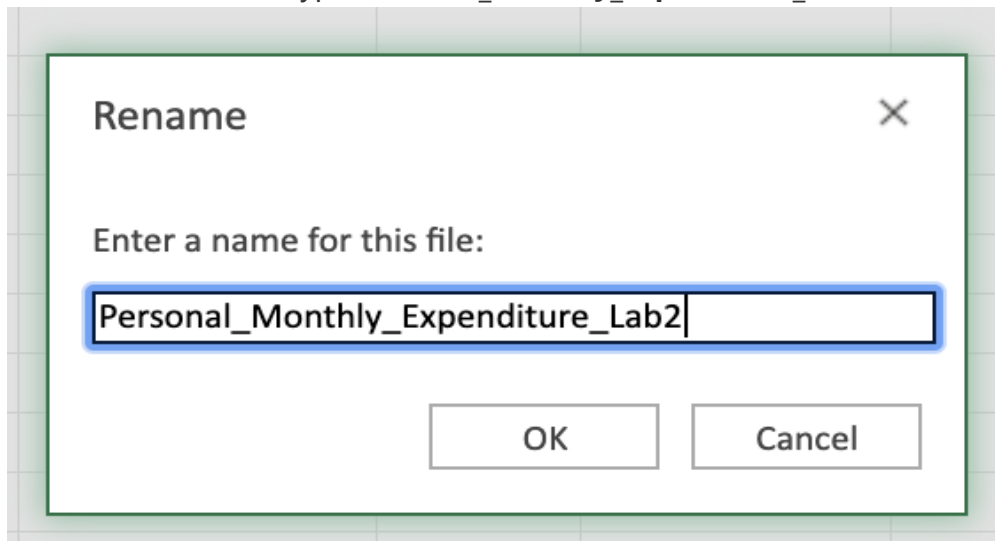 Rename
Enter a name for this file:
Personal_Monthly_Expenditure_Lab2
OK
Cancel